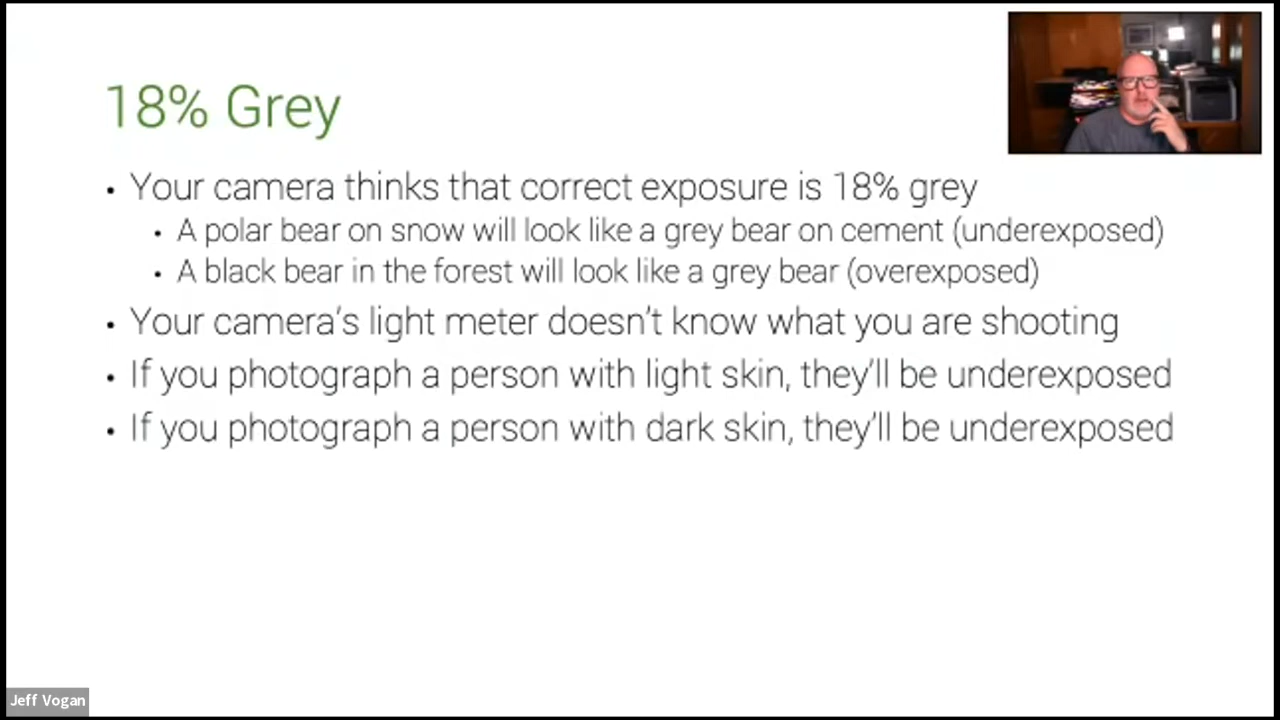 18% Grey
• Your camera thinks that correct exposure is 18% grey
• A polar bear on snow will look like a grey bear on cement (underexposed)
• A black bear in the forest will look like a grey bear (overexposed)
• Your camera’s light meter doesn’t know what you are shooting
• If you photograph a person with light skin, they’ll be underexposed
• If you photograph a person with dark skin, they’ll be underexposed
Jeff Vogan